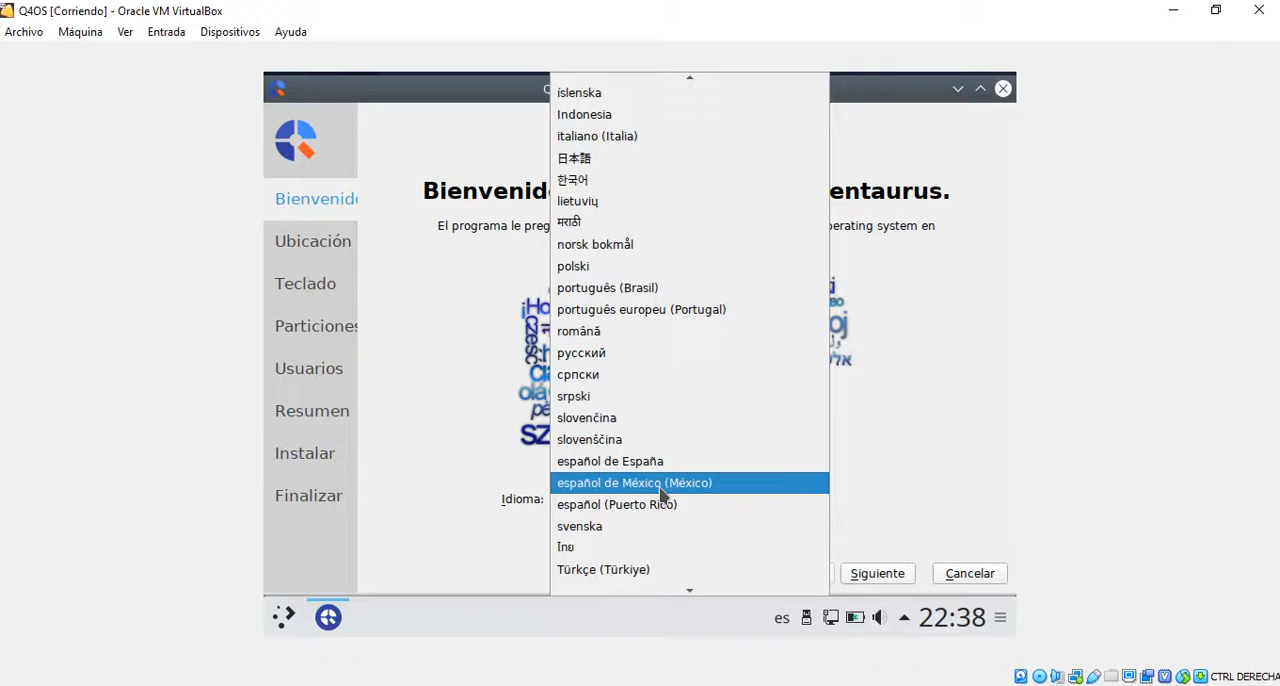 Q4OS [Corriendo] - Oracle VM VirtualBox
Archivo Máquina Ver Entrada Dispositivos Ayuda
íslenska
Indonesia
italiano (Italia)
日本語
한국어
lietuvių
मराठी
norsk bokmål
polski
português (Brasil)
português europeu (Portugal)
română
русский
српски
srpski
slovenčina
slovenščina
español de España
español de México (México)
español (Puerto Rico)
svenska
ไทย
Türkçe (Türkiye)
Bienvenido
Ubicación
Teclado
Particiones
Usuarios
Resumen
Instalar
Finalizar
Bienvenid entaurus.
El programa le preg erating system en
Idioma:
Siguiente Cancelar
es 22:38
CTRL DERECHA